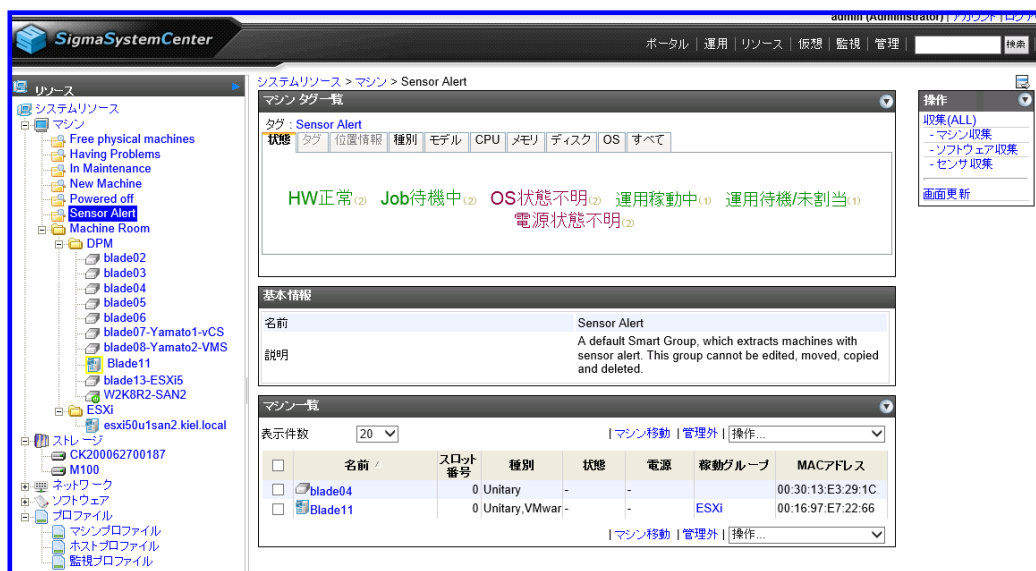 admin (Administrator) | アカウント | ログア
SigmaSystemCenter
ポータル | 運用 | リソース | 仮想 | 監視 | 管理 |
検索
リソース
システムリソース
マシン
Free physical machines
Having Problems
In Maintenance
New Machine
Powered off
Sensor Alert
Machine Room
DPM
blade02
blade03
blade04
blade05
blade06
blade07-Yamato1-vCS
blade08-Yamato2-VMS
Blade11
blade13-ESXi5
W2K8R2-SAN2
ESXi
esxi50u1san2.kiel.local
ストレージ
CK200062700187
M100
ネットワーク
ソフトウェア
プロファイル
マシンプロファイル
ホストプロファイル
監視プロファイル
システムリソース > マシン > Sensor Alert
マシン タグ一覧
タグ : Sensor Alert
状態 タグ 位置情報 種別 モデル CPU メモリ ディスク OS すべて
HW正常(2) Job待機中(2) OS状態不明(2) 運用稼動中(1) 運用待機/未割当(1)
電源状態不明(2)
基本情報
名前 Sensor Alert
説明 A default Smart Group, which extracts machines with
sensor alert. This group cannot be edited, moved, copied
and deleted.
マシン一覧
表示件数 20 | マシン移動 | 管理外 | 操作...
名前 スロット番号 種別 状態 電源 稼動グループ MACアドレス
blade04 0 Unitary - - 00:30:13:E3:29:1C
Blade11 0 Unitary,VMwar - - ESXi 00:16:97:E7:22:66
| マシン移動 | 管理外 | 操作...
操作
収集(ALL)
- マシン収集
- ソフトウェア収集
- センサ収集
画面更新